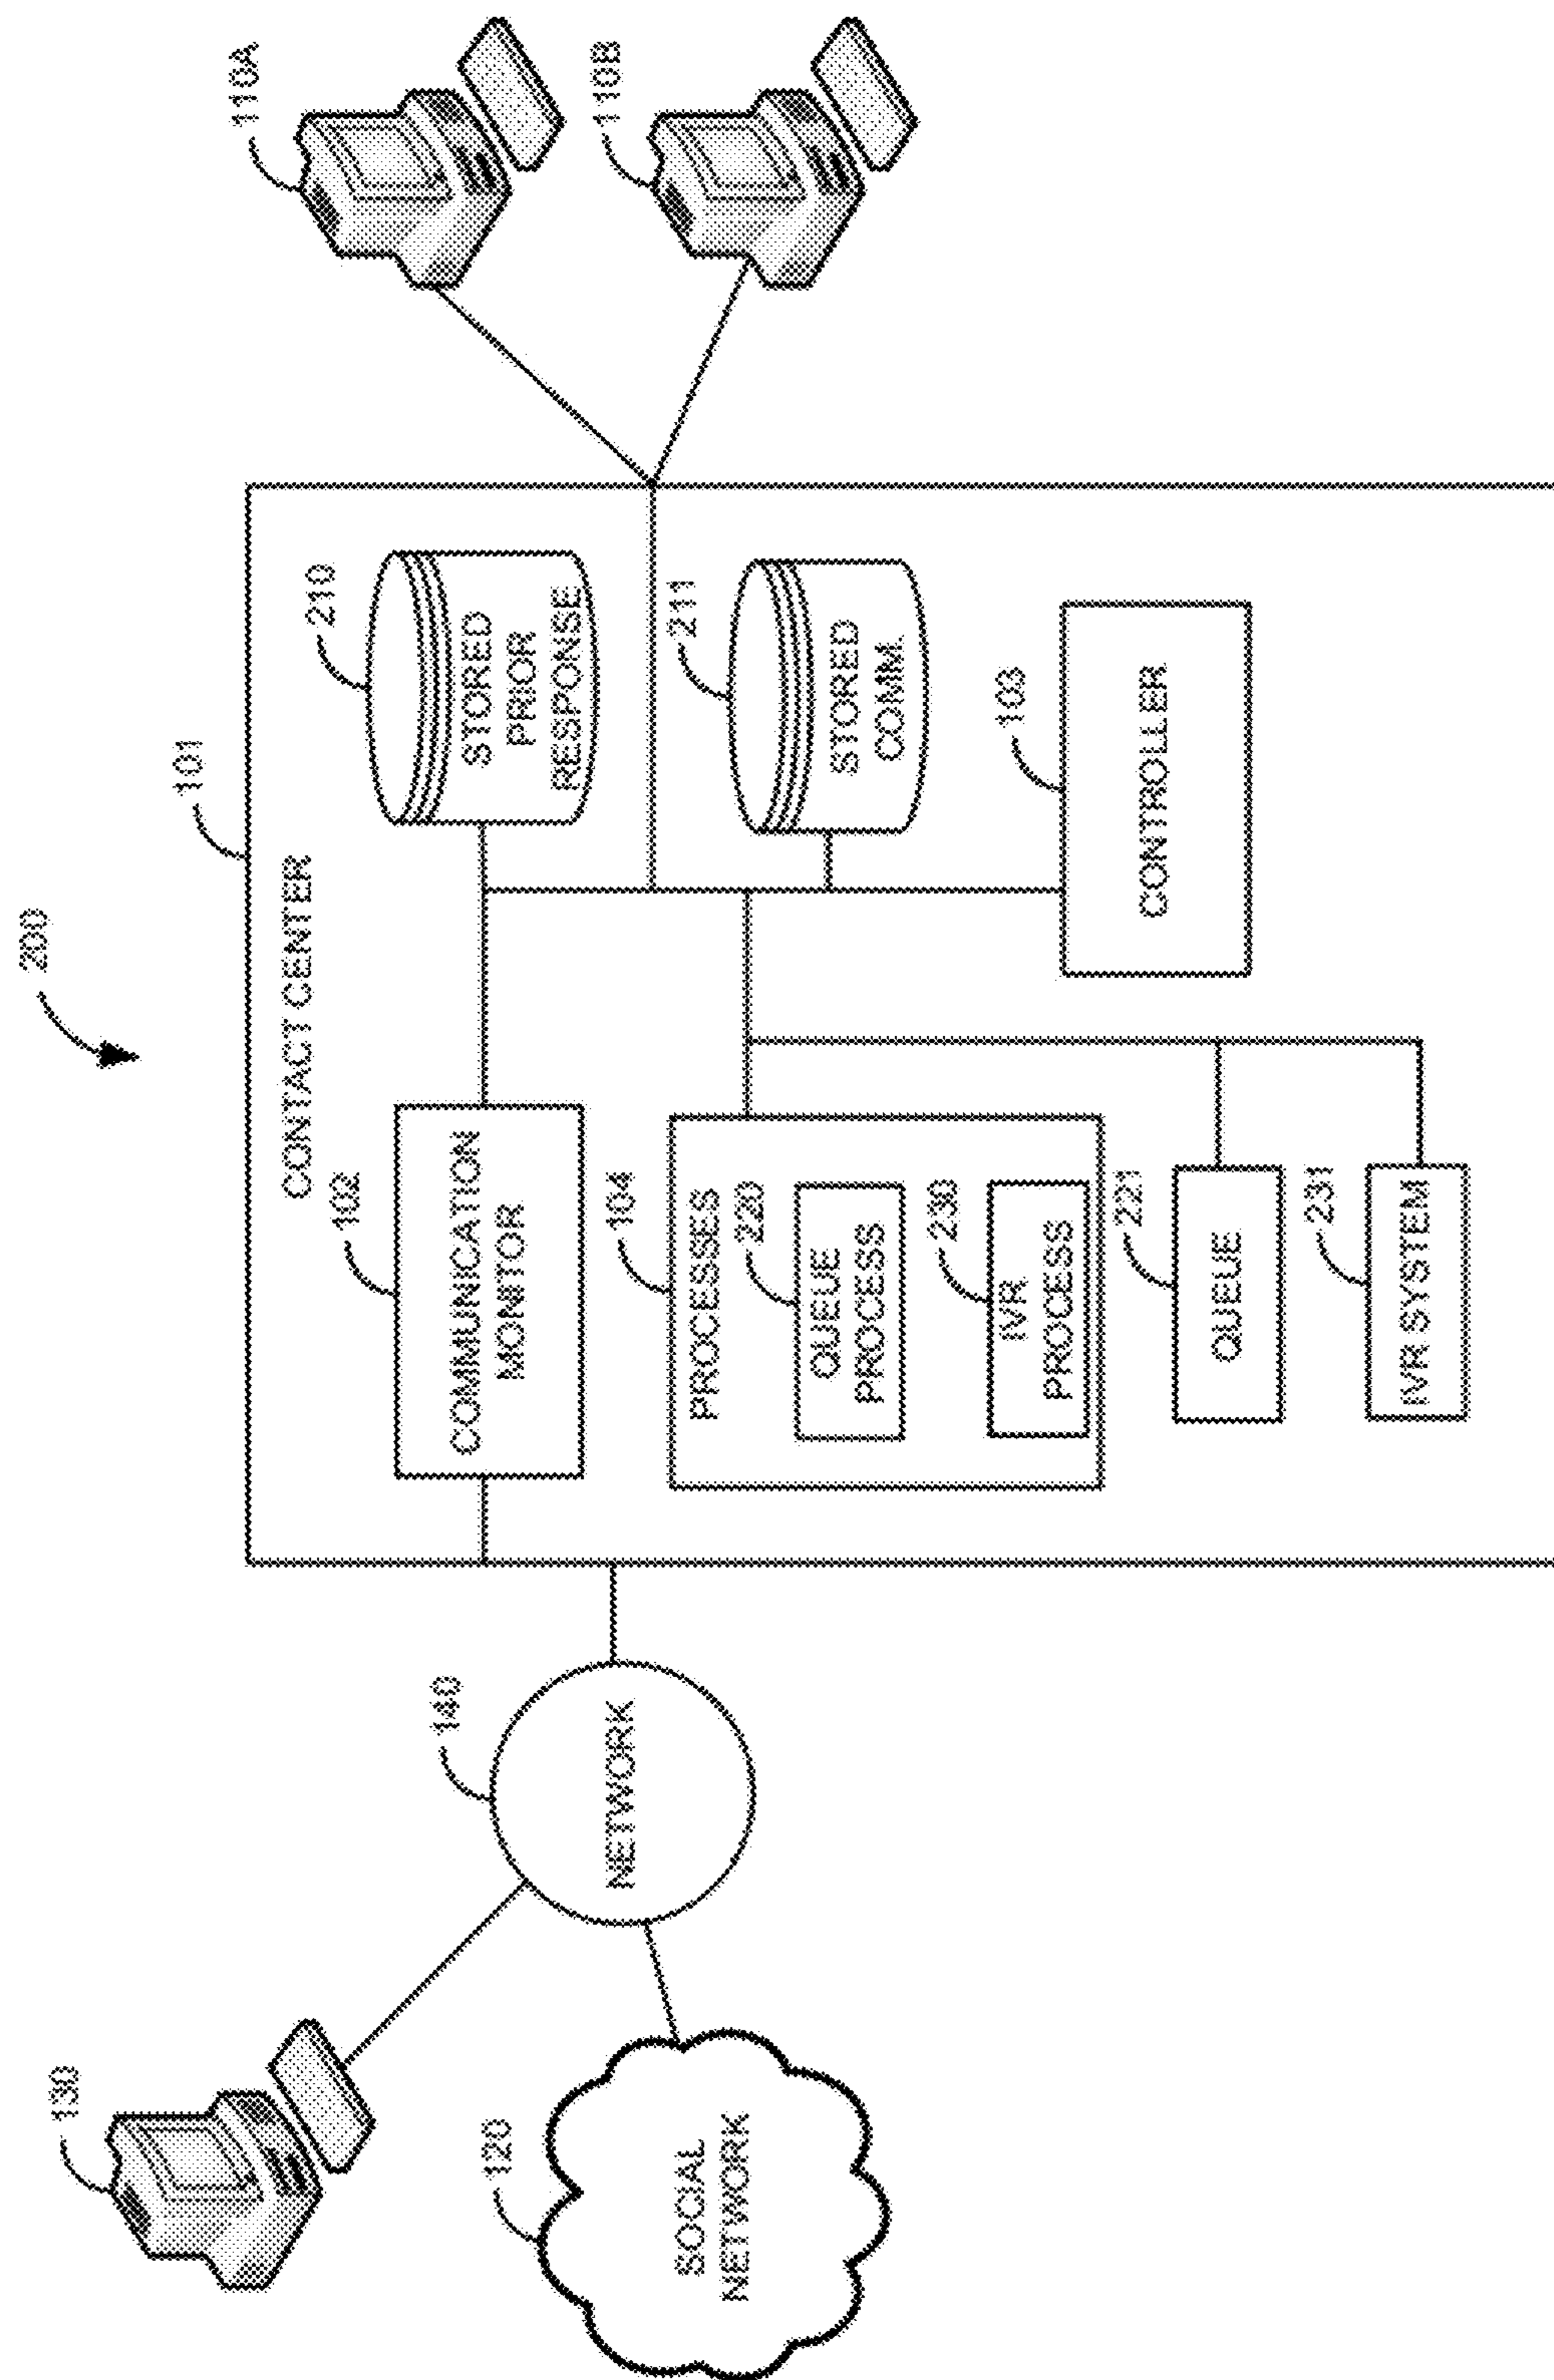 200
130
120
SOCIAL
NETWORK
140
NETWORK
101
CONTACT CENTER
102
COMMUNICATION
MONITOR
104
PROCESSES
220
QUEUE
PROCESS
230
IVR
PROCESS
221
QUEUE
231
IVR SYSTEM
210
STORED
PRIOR
RESPONSE
211
STORED
COMM.
103
CONTROLLER
110A
110B